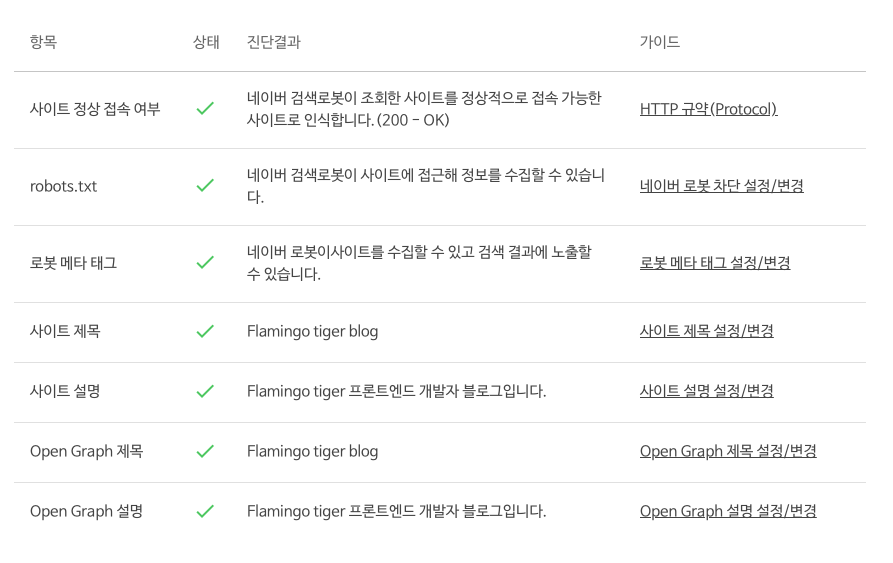 항목 상태 진단결과 가이드
사이트 정상 접속 여부 네이버 검색로봇이 조회한 사이트를 정상적으로 접속 가능한 HTTP 규약(Protocol)
사이트로 인식합니다.(200 - OK)
robots.txt 네이버 검색로봇이 사이트에 접근해 정보를 수집할 수 있습니 네이버 로봇 차단 설정/변경
다.
로봇 메타 태그 네이버 로봇이사이트를 수집할 수 있고 검색 결과에 노출할 로봇 메타 태그 설정/변경
수 있습니다.
사이트 제목 Flamingo tiger blog 사이트 제목 설정/변경
사이트 설명 Flamingo tiger 프론트엔드 개발자 블로그입니다. 사이트 설명 설정/변경
Open Graph 제목 Flamingo tiger blog Open Graph 제목 설정/변경
Open Graph 설명 Flamingo tiger 프론트엔드 개발자 블로그입니다. Open Graph 설명 설정/변경